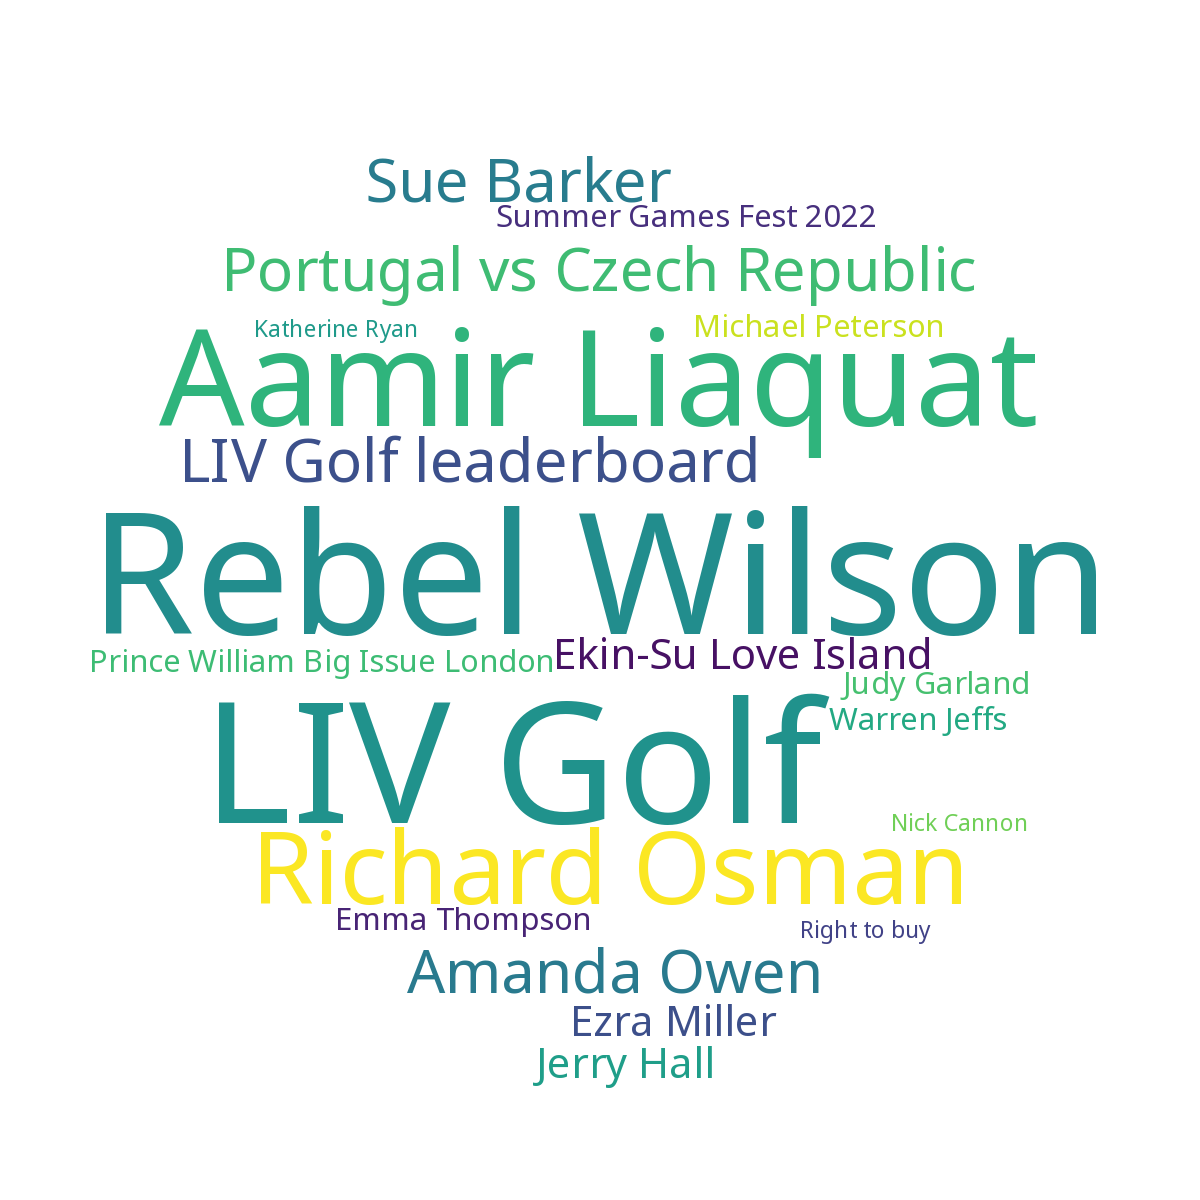 Sue Barker
Summer Games Fest 2022
Portugal vs Czech Republic
Katherine Ryan
Michael Peterson
Aamir Liaquat
LIV Golf leaderboard
Rebel Wilson
Prince William Big Issue London
Ekin-Su Love Island
Judy Garland
Warren Jeffs
LIV Golf
Nick Cannon
Richard Osman
Emma Thompson
Right to buy
Amanda Owen
Ezra Miller
Jerry Hall